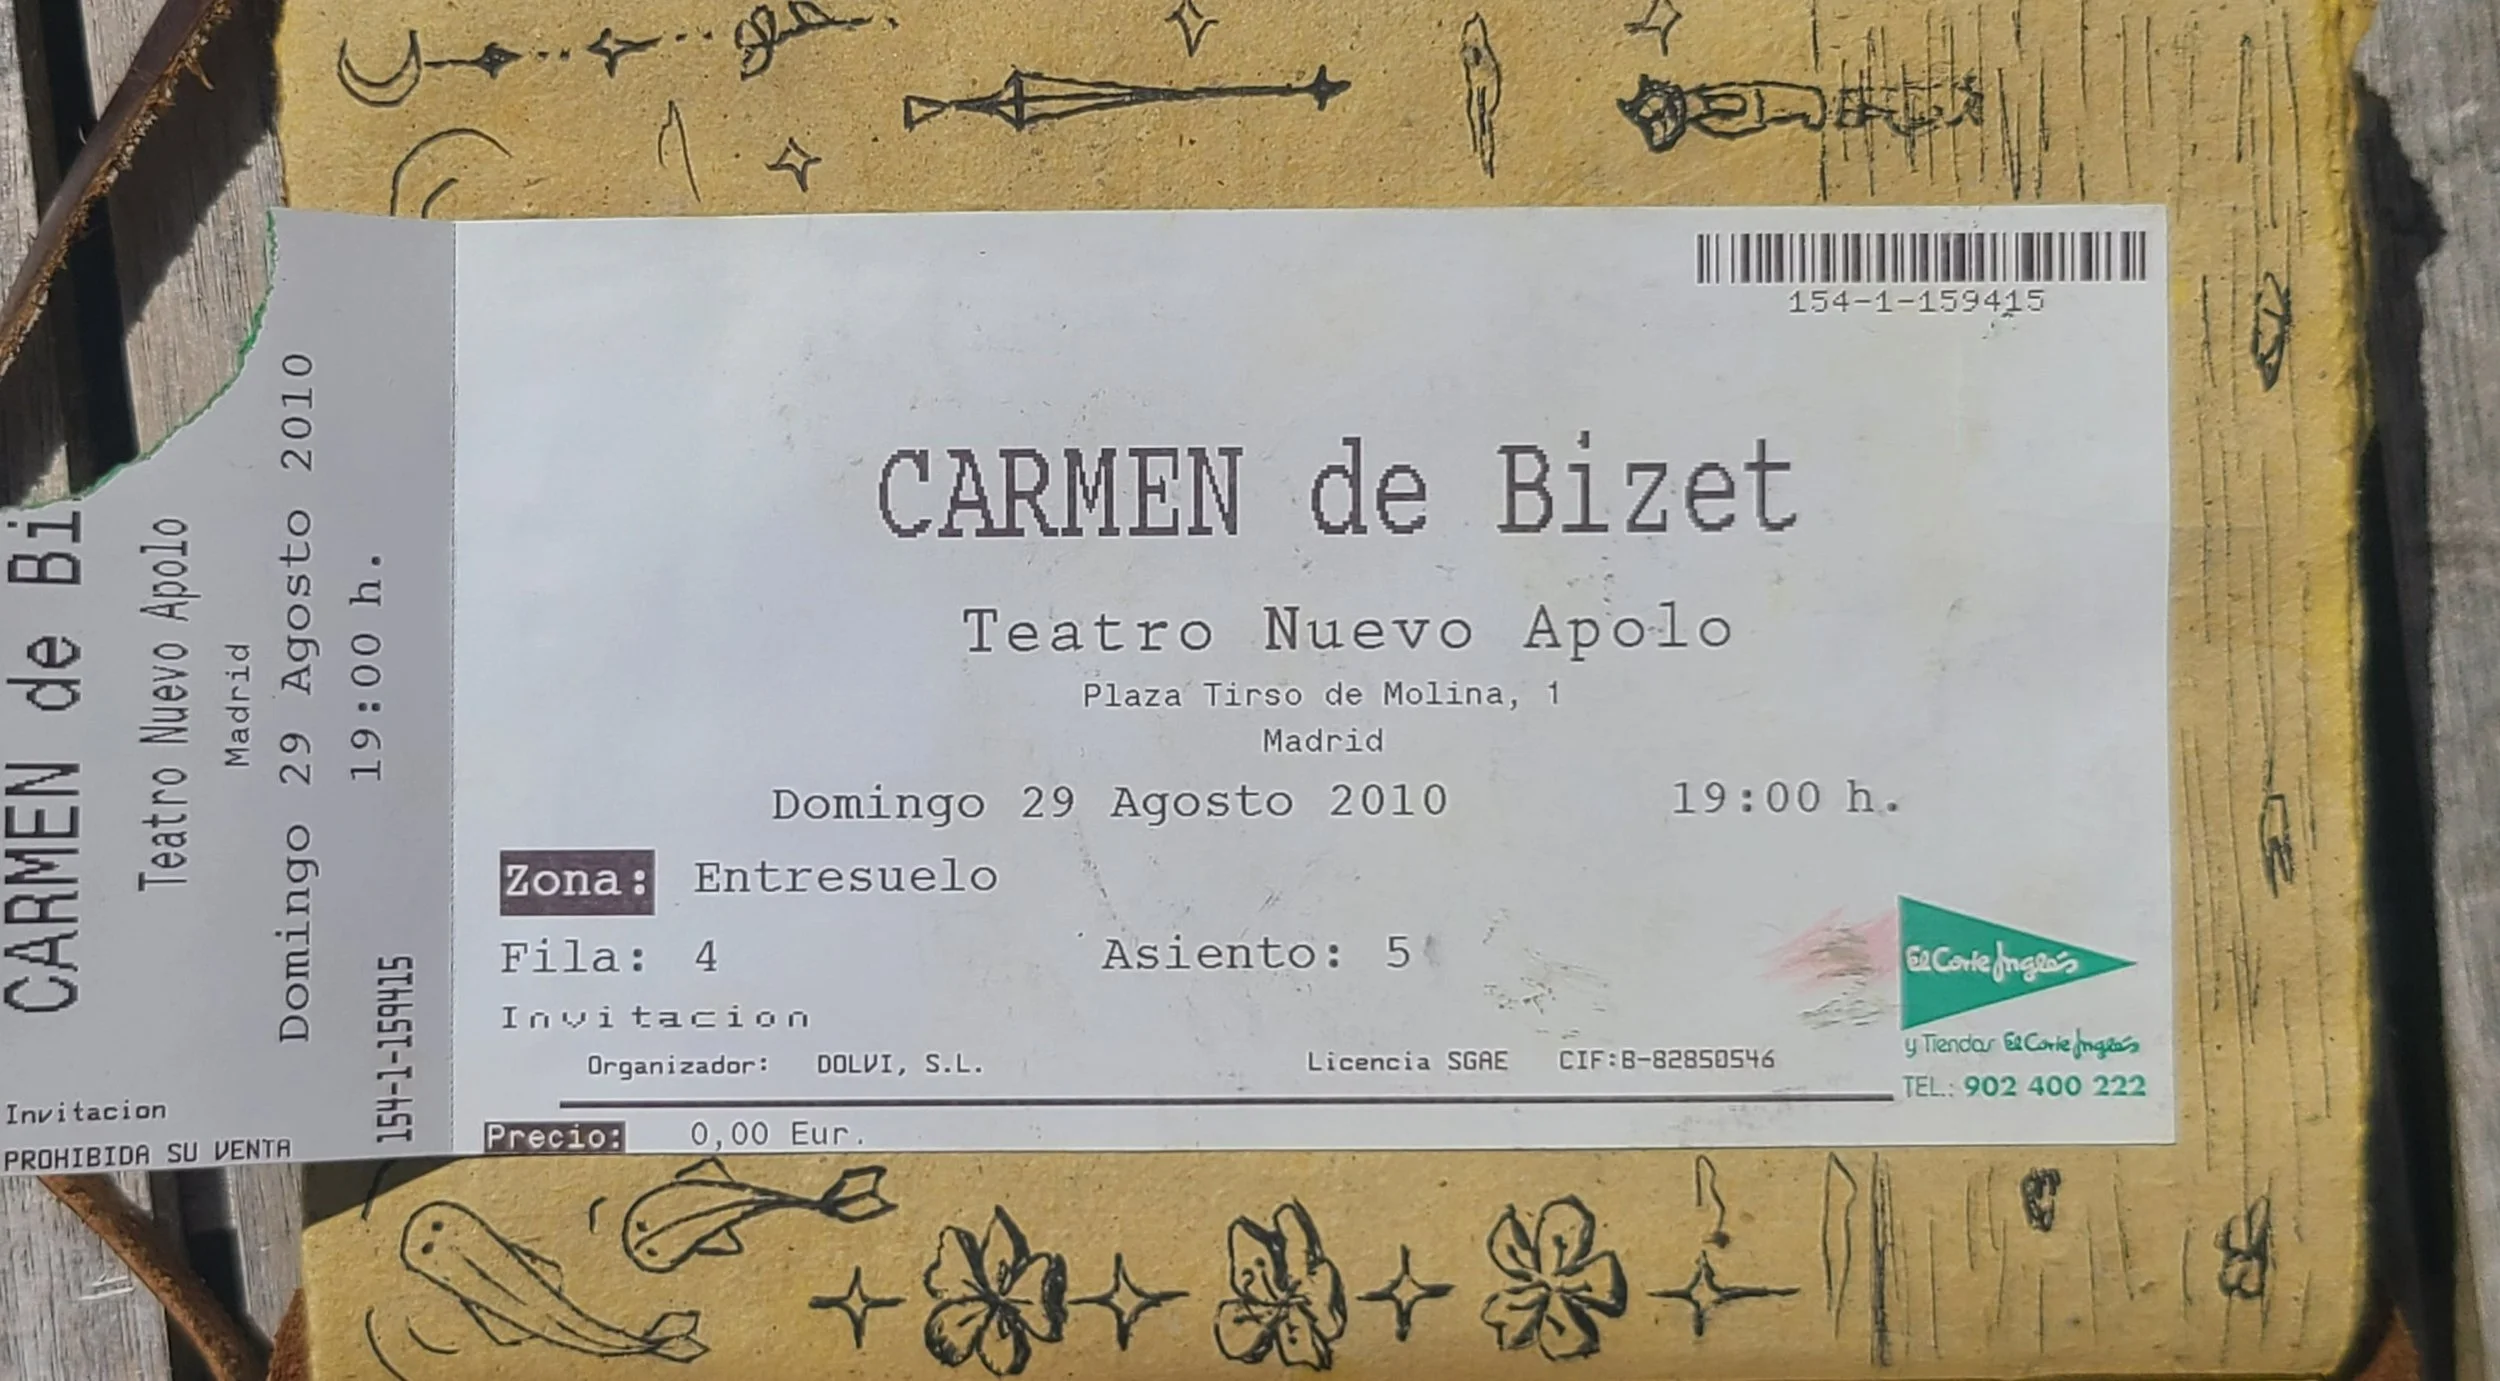 CARMEN de Bi
Teatro Nuevo Apolo
Madrid
Domingo 29 Agosto 2010
19:00 h.
154-1-159415
Invitacion
PROHIBIDA SU VENTA
154-1-159415
CARMEN de Bizet
Teatro Nuevo Apolo
Plaza Tirso de Molina, 1
Madrid
Domingo 29 Agosto 2010 19:00 h.
Zona: Entresuelo
Fila: 4 Asiento: 5
Invitacion
Organizador: DOLVI, S.L. Licencia SGAE CIF:B-82850546
Precio: 0,00 Eur.
El Corte Inglés
y Tiendas El Corte Inglés
TEL.: 902 400 222